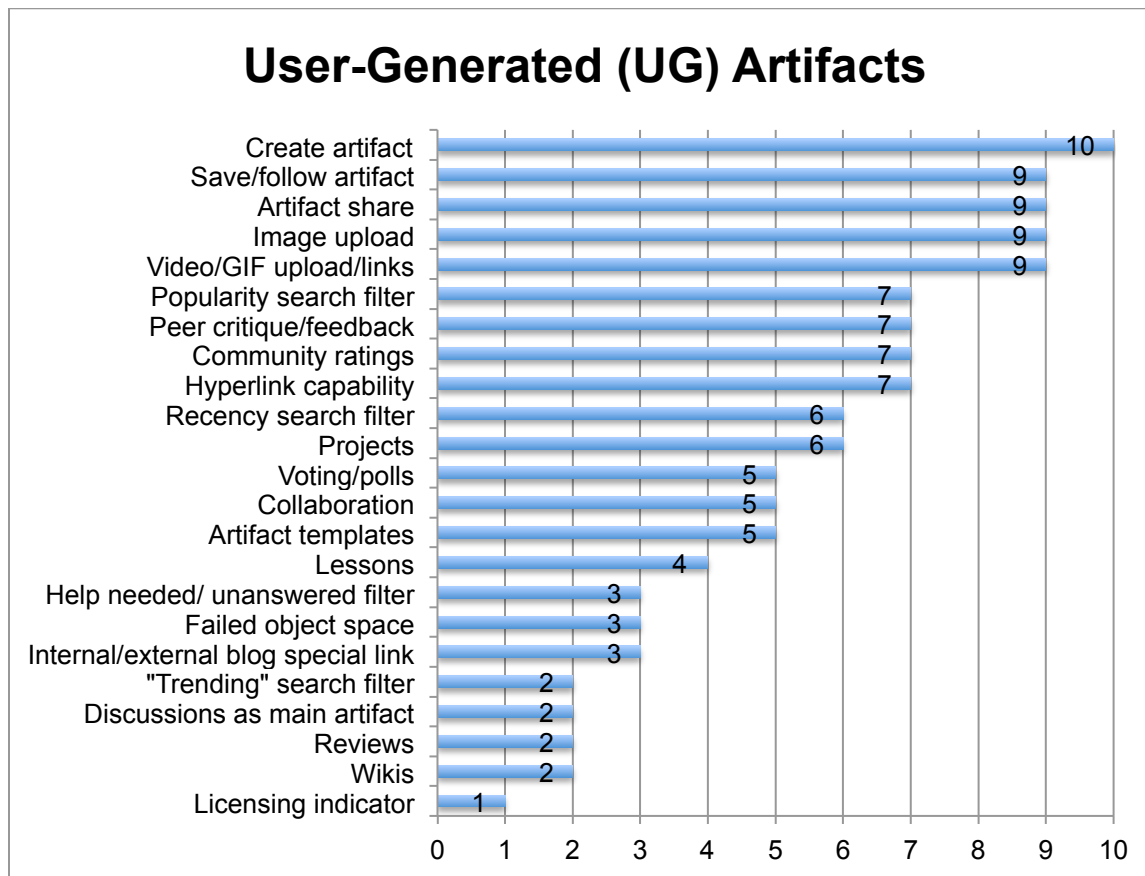 User-Generated (UG) Artifacts
Create artifact 10
Save/follow artifact 9
Artifact share 9
Image upload 9
Video/GIF upload/links 9
Popularity search filter 7
Peer critique/feedback 7
Community ratings 7
Hyperlink capability 7
Recency search filter 6
Projects 6
Voting/polls 5
Collaboration 5
Artifact templates 5
Lessons 4
Help needed/ unanswered filter 3
Failed object space 3
Internal/external blog special link 3
"Trending" search filter 2
Discussions as main artifact 2
Reviews 2
Wikis 2
Licensing indicator 1
0 1 2 3 4 5 6 7 8 9 10